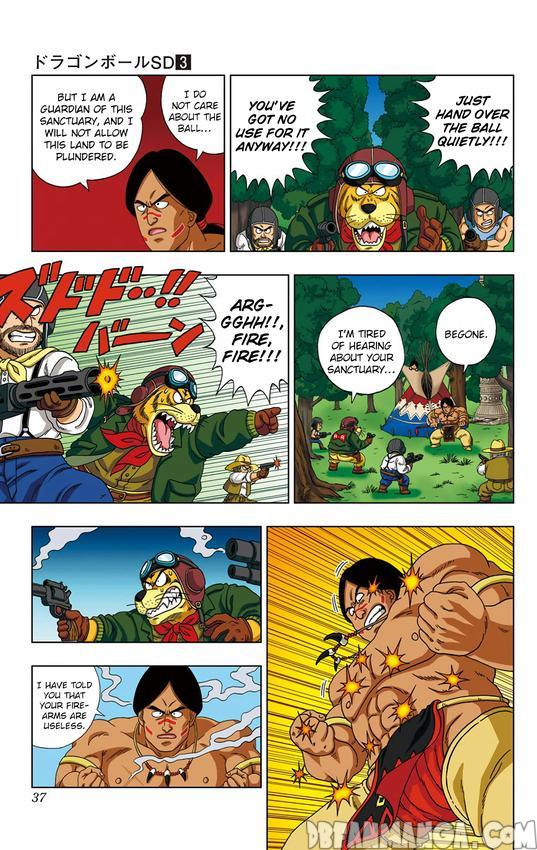 ドラゴンボールSD 3
JUST
HAND OVER
THE BALL
QUIETLY!!!
YOU'VE
GOT NO
USE FOR IT
ANYWAY!!!
I DO
NOT CARE
ABOUT THE
BALL...
BUT I AM A
GUARDIAN OF THIS
SANCTUARY, AND I
WILL NOT ALLOW
THIS LAND TO BE
PLUNDERED.
BEGONE.
I'M TIRED
OF HEARING
ABOUT YOUR
SANCTUARY...
ARG-
GGHH!!,
FIRE,
FIRE!!!
ズドドド・・!!
バーン
I HAVE TOLD
YOU THAT
YOUR FIRE-
ARMS ARE
USELESS.
37
DBFANMANGA.COM